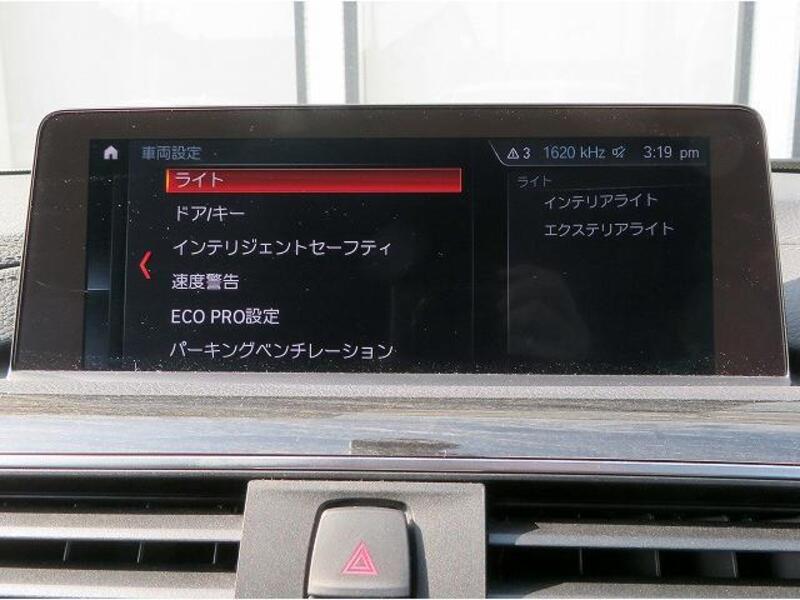 車両設定
3 1620 kHz 3:19 pm
ライト
ドア/キー
インテリジェントセーフティ
速度警告
ECO PRO設定
パーキングベンチレーション
ライト
インテリアライト
エクステリアライト